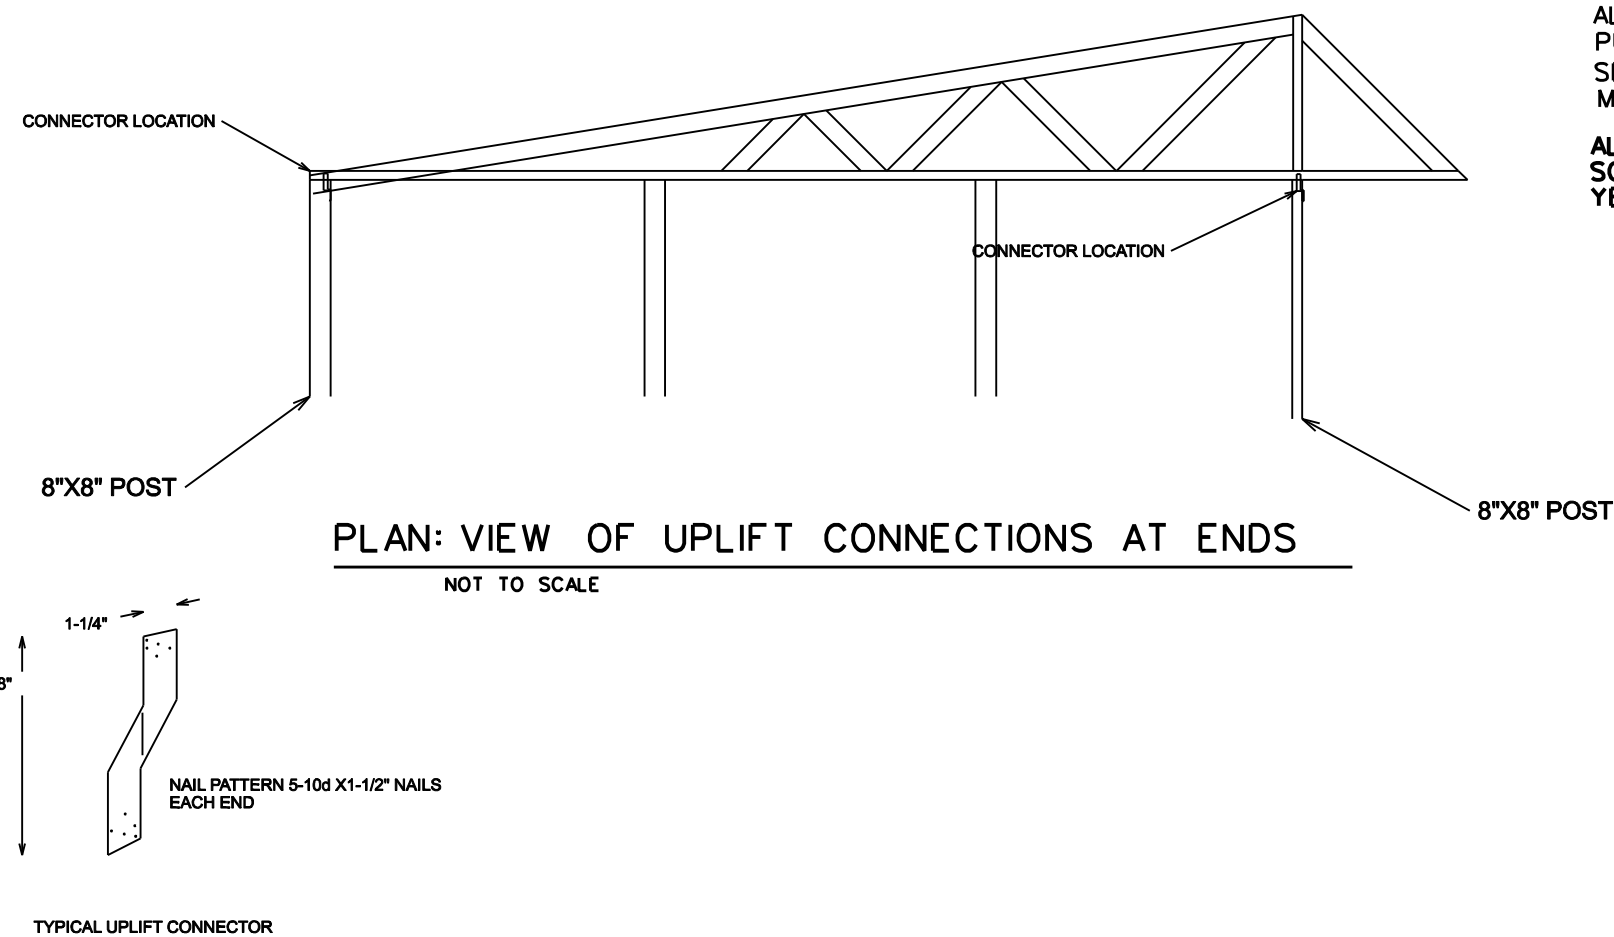 CONNECTOR LOCATION
CONNECTOR LOCATION
8"X8" POST
8"X8" POST
PLAN: VIEW OF UPLIFT CONNECTIONS AT ENDS
NOT TO SCALE
1-1/4"
8"
NAIL PATTERN 5-10d X1-1/2" NAILS
EACH END
TYPICAL UPLIFT CONNECTOR